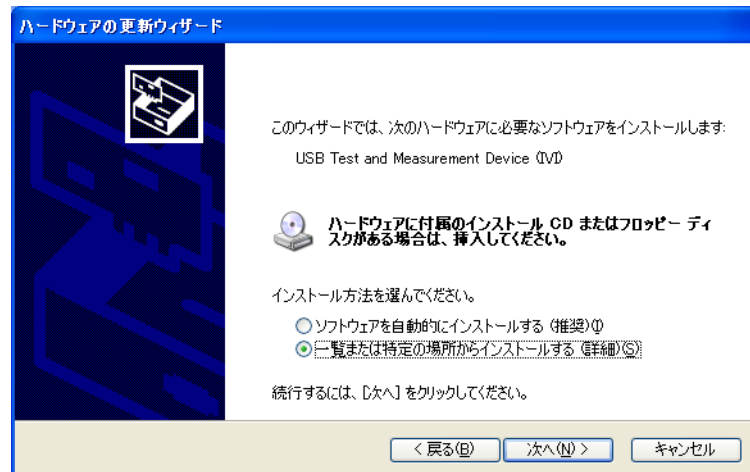 ハードウェアの更新ウィザード
このウィザードでは、次のハードウェアに必要なソフトウェアをインストールします:
USB Test and Measurement Device (IVI)
ハードウェアに付属のインストール CD またはフロッピー ディ
スクがある場合は、挿入してください。
インストール方法を選んでください。
ソフトウェアを自動的にインストールする (推奨)(I)
一覧または特定の場所からインストールする (詳細)(S)
続行するには、[次へ] をクリックしてください。
< 戻る(B) 次へ(N) > キャンセル